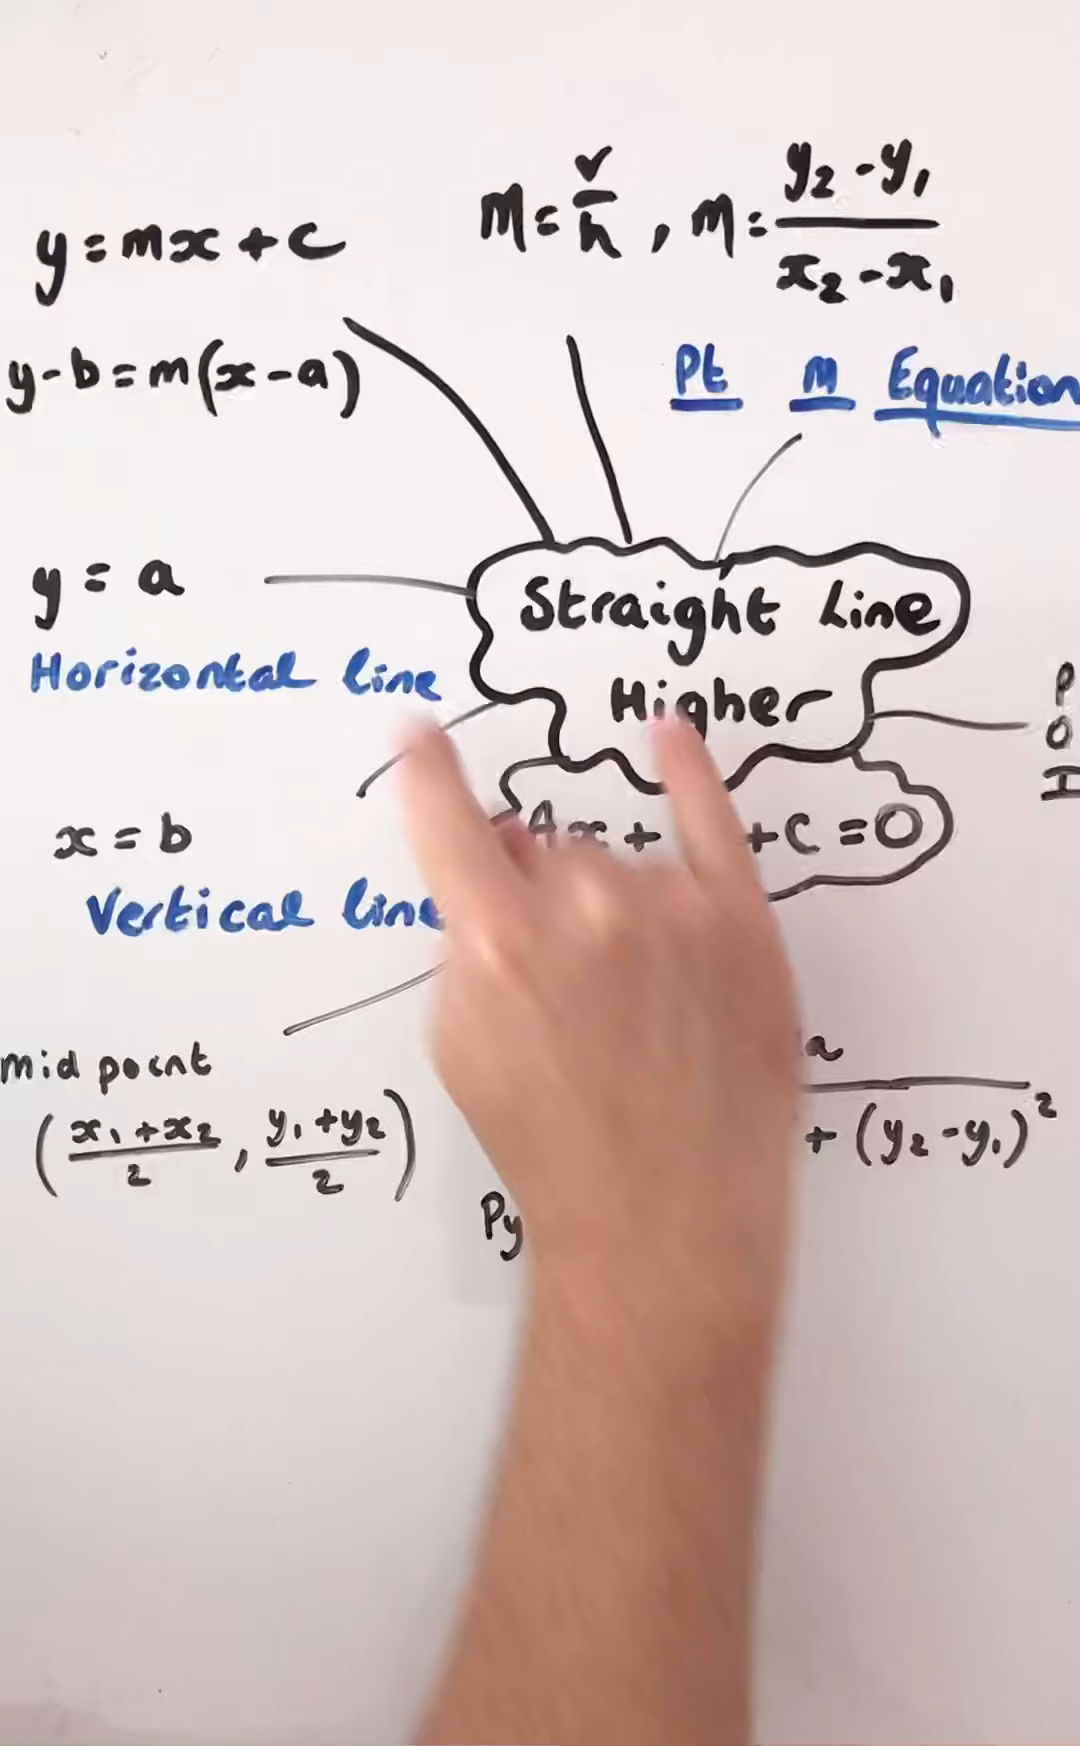 y = mx + c
m = v/h , m = (y₂ - y₁)/(x₂ - x₁)
y - b = m(x - a)
Pt m Equation
y = a
Straight Line
Horizontal line
Higher
P
O
I
x = b
Ax + + C = 0
Vertical line
mid point
( (x₁ + x₂)/2 , (y₁ + y₂)/2 )
+ (y₂ - y₁)²